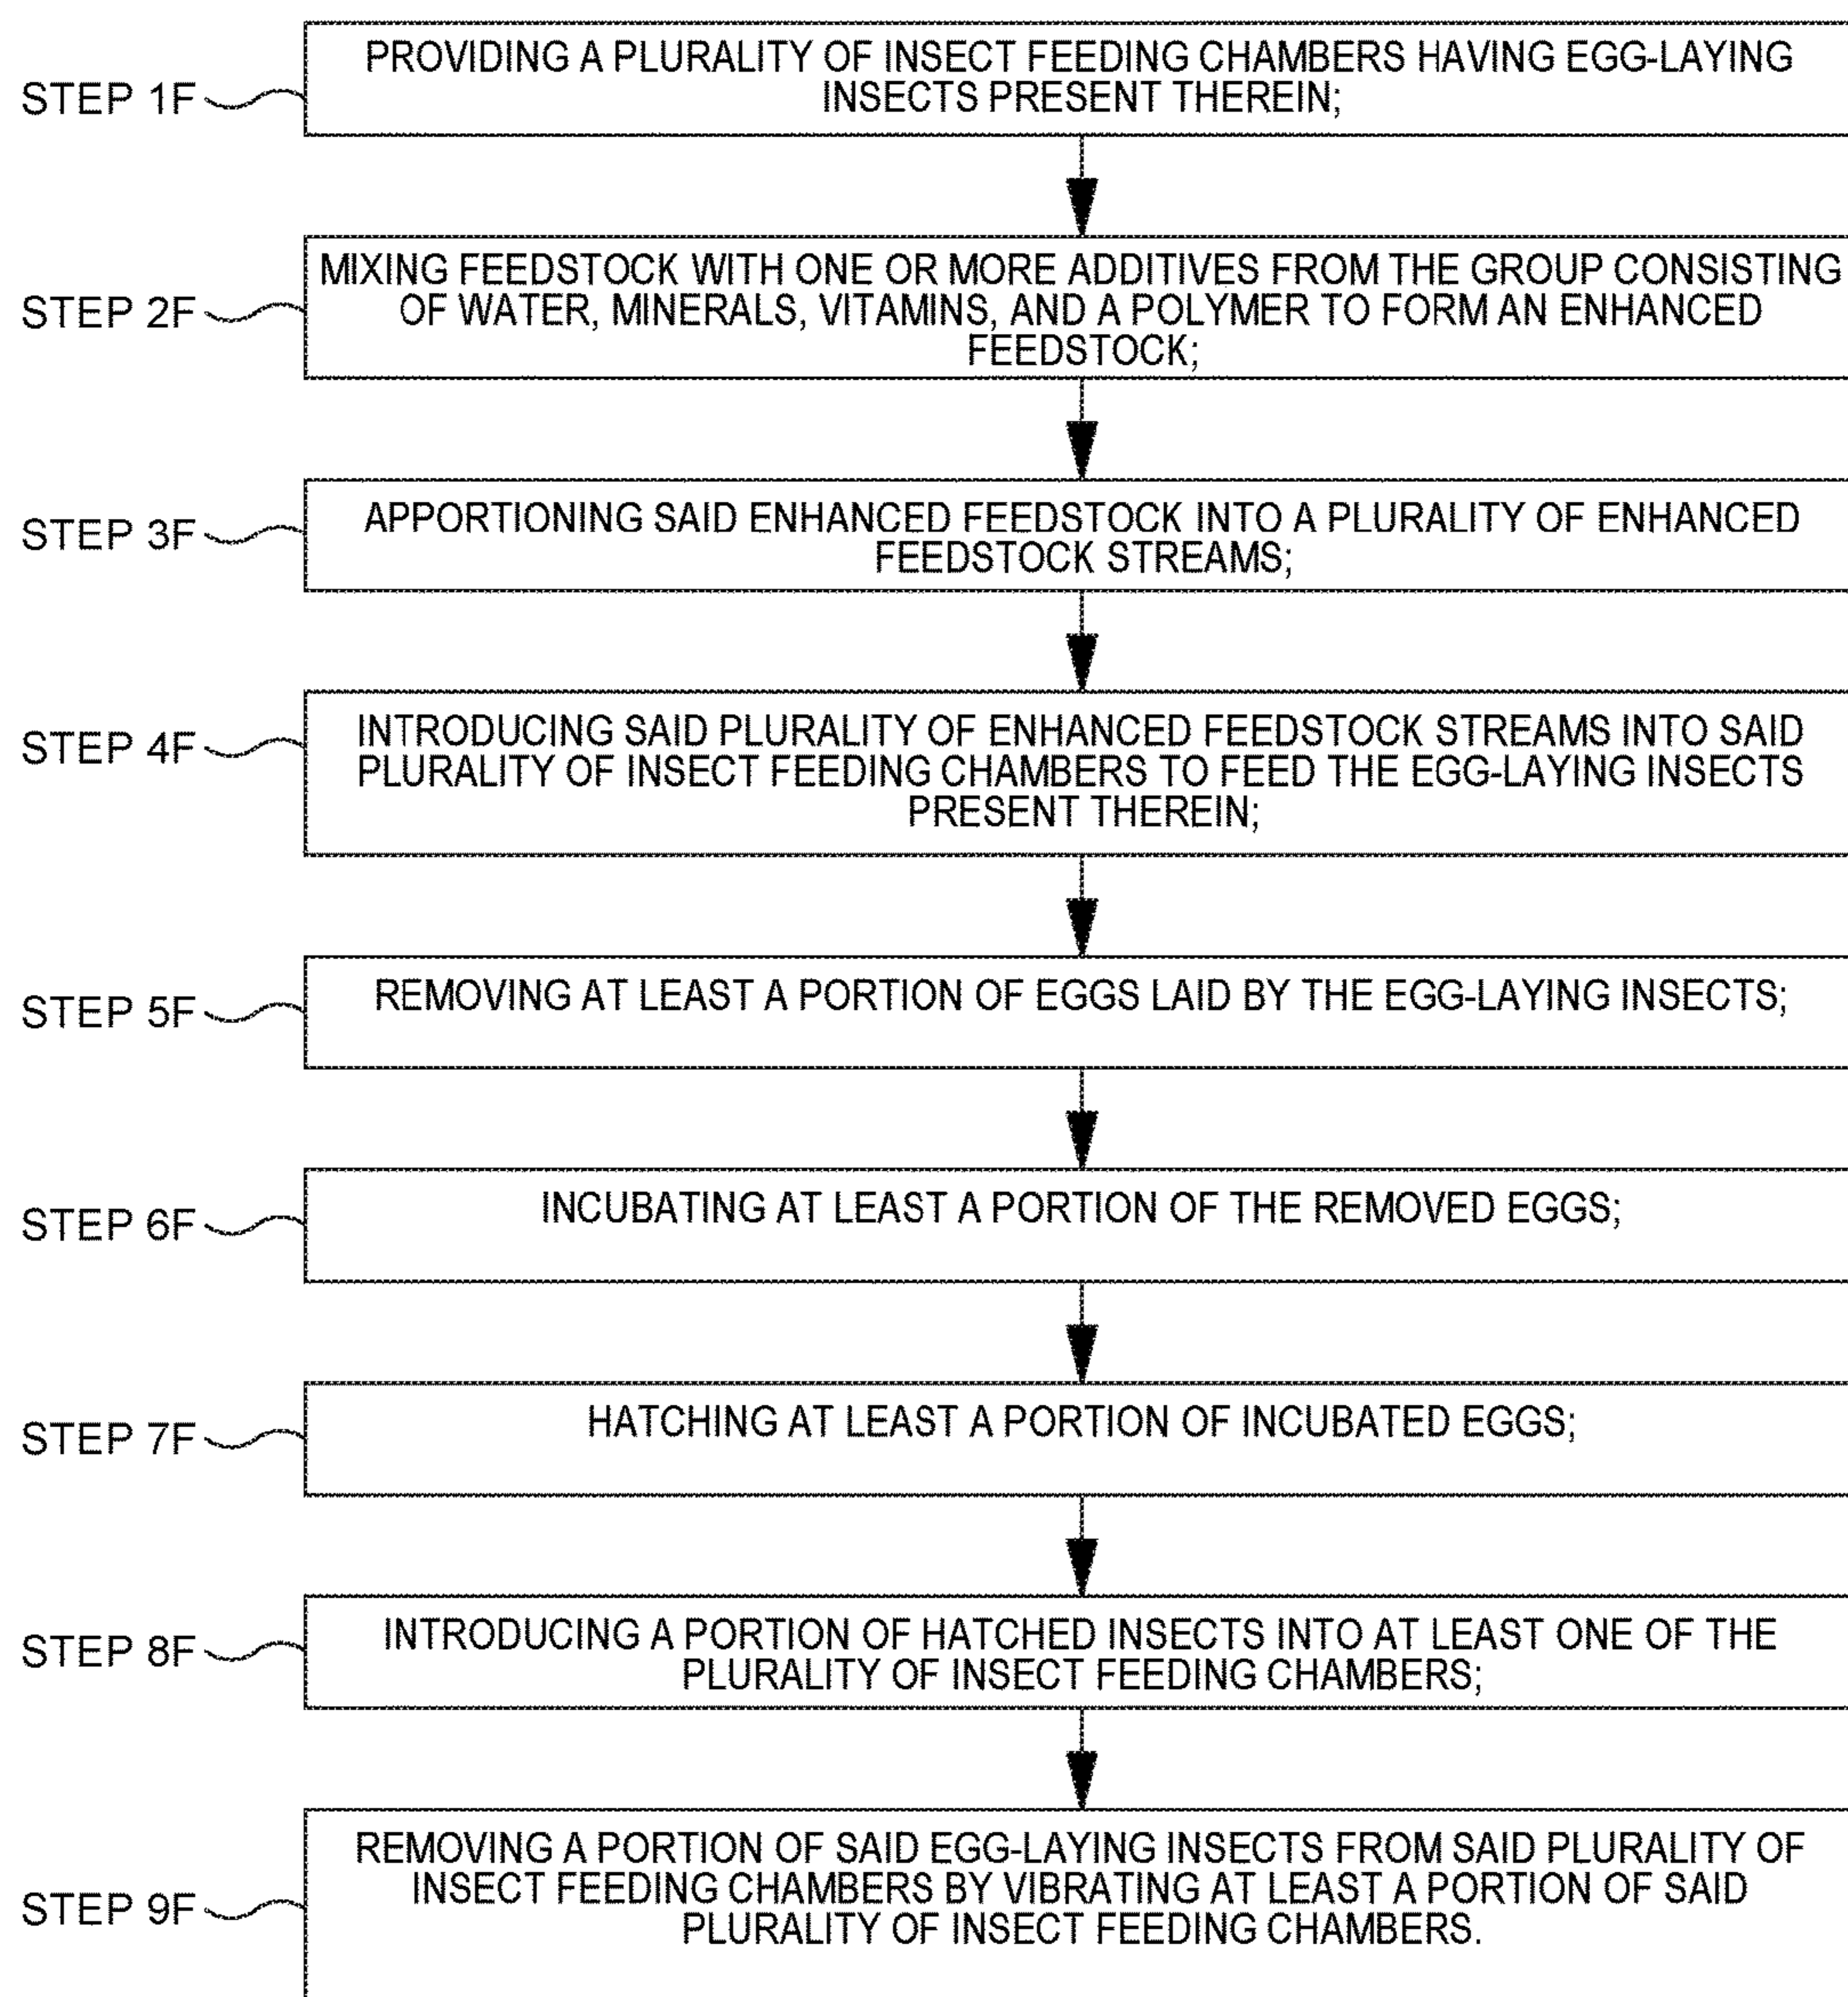 PROVIDING A PLURALITY OF INSECT FEEDING CHAMBERS HAVING EGG-LAYING
INSECTS PRESENT THEREIN;
STEP 1F
MIXING FEEDSTOCK WITH ONE OR MORE ADDITIVES FROM THE GROUP CONSISTING
OF WATER, MINERALS, VITAMINS, AND A POLYMER TO FORM AN ENHANCED
FEEDSTOCK;
STEP 2F
APPORTIONING SAID ENHANCED FEEDSTOCK INTO A PLURALITY OF ENHANCED
FEEDSTOCK STREAMS;
STEP 3F
INTRODUCING SAID PLURALITY OF ENHANCED FEEDSTOCK STREAMS INTO SAID
PLURALITY OF INSECT FEEDING CHAMBERS TO FEED THE EGG-LAYING INSECTS
PRESENT THEREIN;
STEP 4F
REMOVING AT LEAST A PORTION OF EGGS LAID BY THE EGG-LAYING INSECTS;
STEP 5F
INCUBATING AT LEAST A PORTION OF THE REMOVED EGGS;
STEP 6F
HATCHING AT LEAST A PORTION OF INCUBATED EGGS;
STEP 7F
INTRODUCING A PORTION OF HATCHED INSECTS INTO AT LEAST ONE OF THE
PLURALITY OF INSECT FEEDING CHAMBERS;
STEP 8F
REMOVING A PORTION OF SAID EGG-LAYING INSECTS FROM SAID PLURALITY OF
INSECT FEEDING CHAMBERS BY VIBRATING AT LEAST A PORTION OF SAID
PLURALITY OF INSECT FEEDING CHAMBERS.
STEP 9F